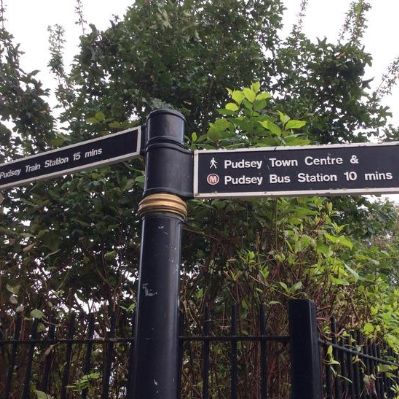 Pudsey Train Station 15 mins
Pudsey Town Centre &
M Pudsey Bus Station 10 mins